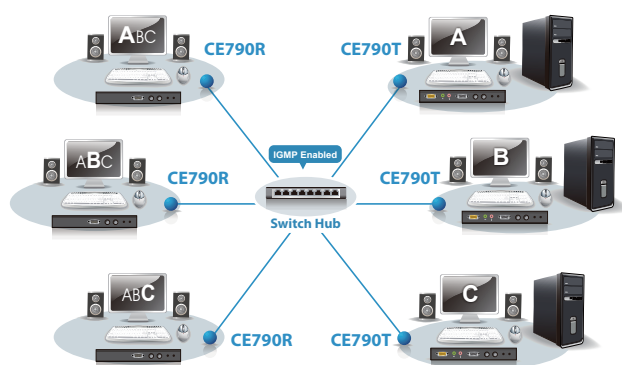 ABC
CE790R
CE790T
A
IGMP Enabled
ABC
CE790R
CE790T
B
Switch Hub
ABC
CE790R
CE790T
C